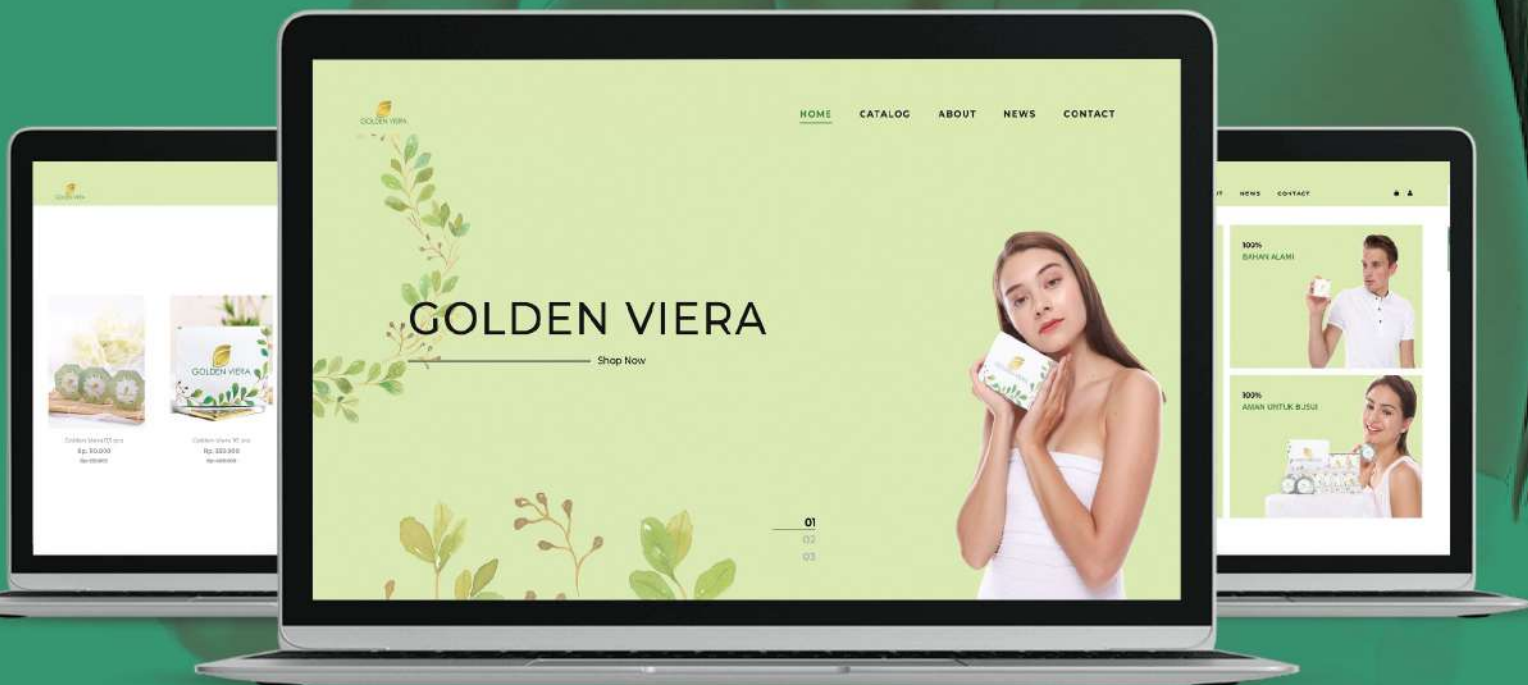 GOLDEN VIERA
HOME CATALOG ABOUT NEWS CONTACT
GOLDEN VIERA
Shop Now
01
02
03
GOLDEN VIERA
NEWS CONTACT
100%
BAHAN ALAMI
100%
AMAN UNTUK BUSUI